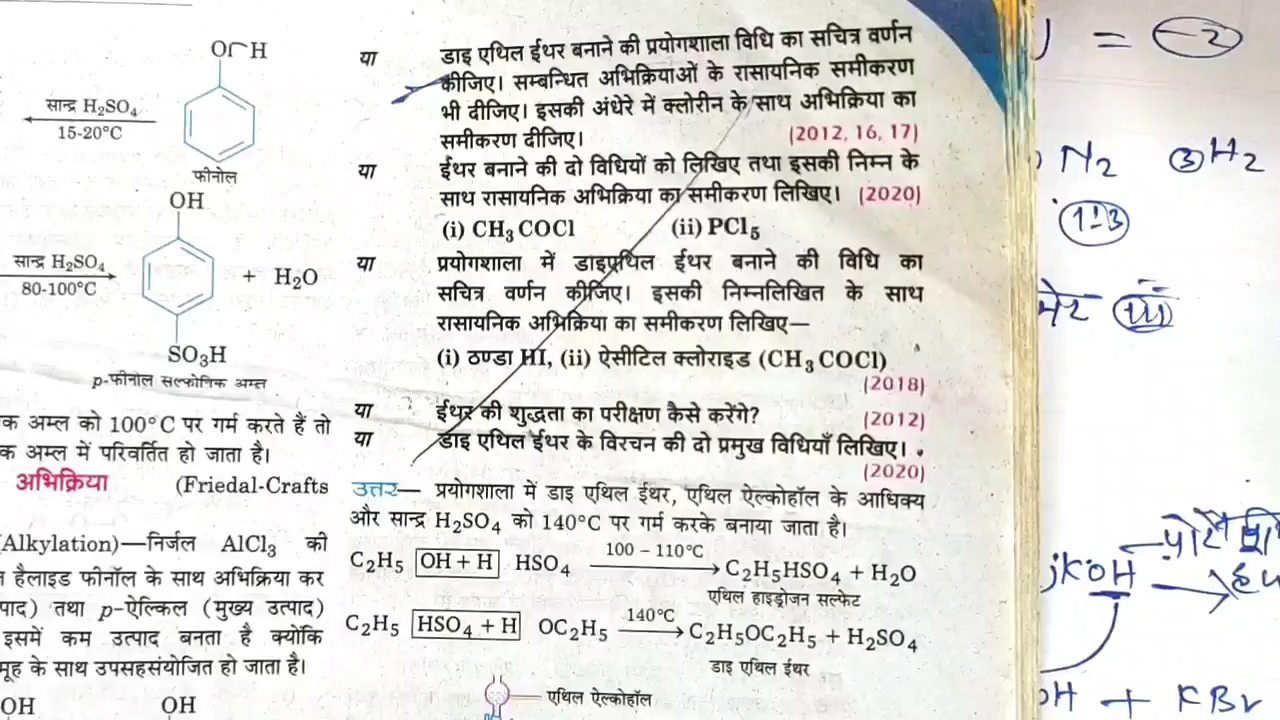 OH
सान्द्र H₂SO₄
15-20°C
फीनोल
OH
सान्द्र H₂SO₄
80-100°C
+ H₂O
SO₃H
p-फीनोल सल्फोनिक अम्ल
क अम्ल को 100°C पर गर्म करते हैं तो
क अम्ल में परिवर्तित हो जाता है।
अभिक्रिया (Friedal-Crafts
Alkylation)—निर्जल AlCl₃ की
हैलाइड फीनॉल के साथ अभिक्रिया कर
पाद) तथा p-ऐल्किल (मुख्य उत्पाद)
इसमें कम उत्पाद बनता है क्योंकि
मूह के साथ उपसहसंयोजित हो जाता है।
OH OH
या डाइ एथिल ईथर बनाने की प्रयोगशाला विधि का सचित्र वर्णन
कीजिए। सम्बन्धित अभिक्रियाओं के रासायनिक समीकरण
भी दीजिए। इसकी अंधेरे में क्लोरीन के साथ अभिक्रिया का
समीकरण दीजिए। (2012, 16, 17)
या ईथर बनाने की दो विधियों को लिखिए तथा इसकी निम्न के
साथ रासायनिक अभिक्रिया का समीकरण लिखिए। (2020)
(i) CH₃COCl (ii) PCl₅
या प्रयोगशाला में डाइएथिल ईथर बनाने की विधि का
सचित्र वर्णन कीजिए। इसकी निम्नलिखित के साथ
रासायनिक अभिक्रिया का समीकरण लिखिए—
(i) ठण्डा HI, (ii) ऐसीटिल क्लोराइड (CH₃COCl)
(2018)
या ईथर की शुद्धता का परीक्षण कैसे करेंगे? (2012)
या डाइ एथिल ईथर के विरचन की दो प्रमुख विधियाँ लिखिए।
(2020)
उत्तर— प्रयोगशाला में डाइ एथिल ईथर, एथिल ऐल्कोहॉल के आधिक्य
और सान्द्र H₂SO₄ को 140°C पर गर्म करके बनाया जाता है।
C₂H₅ OH + H HSO₄ 100 – 110°C → C₂H₅HSO₄ + H₂O
एथिल हाइड्रोजन सल्फेट
C₂H₅ HSO₄ + H OC₂H₅ 140°C → C₂H₅OC₂H₅ + H₂SO₄
डाइ एथिल ईथर
एथिल ऐल्कोहॉल
= -2
N₂ ③H₂
1:3
KOH →
OH + KBr